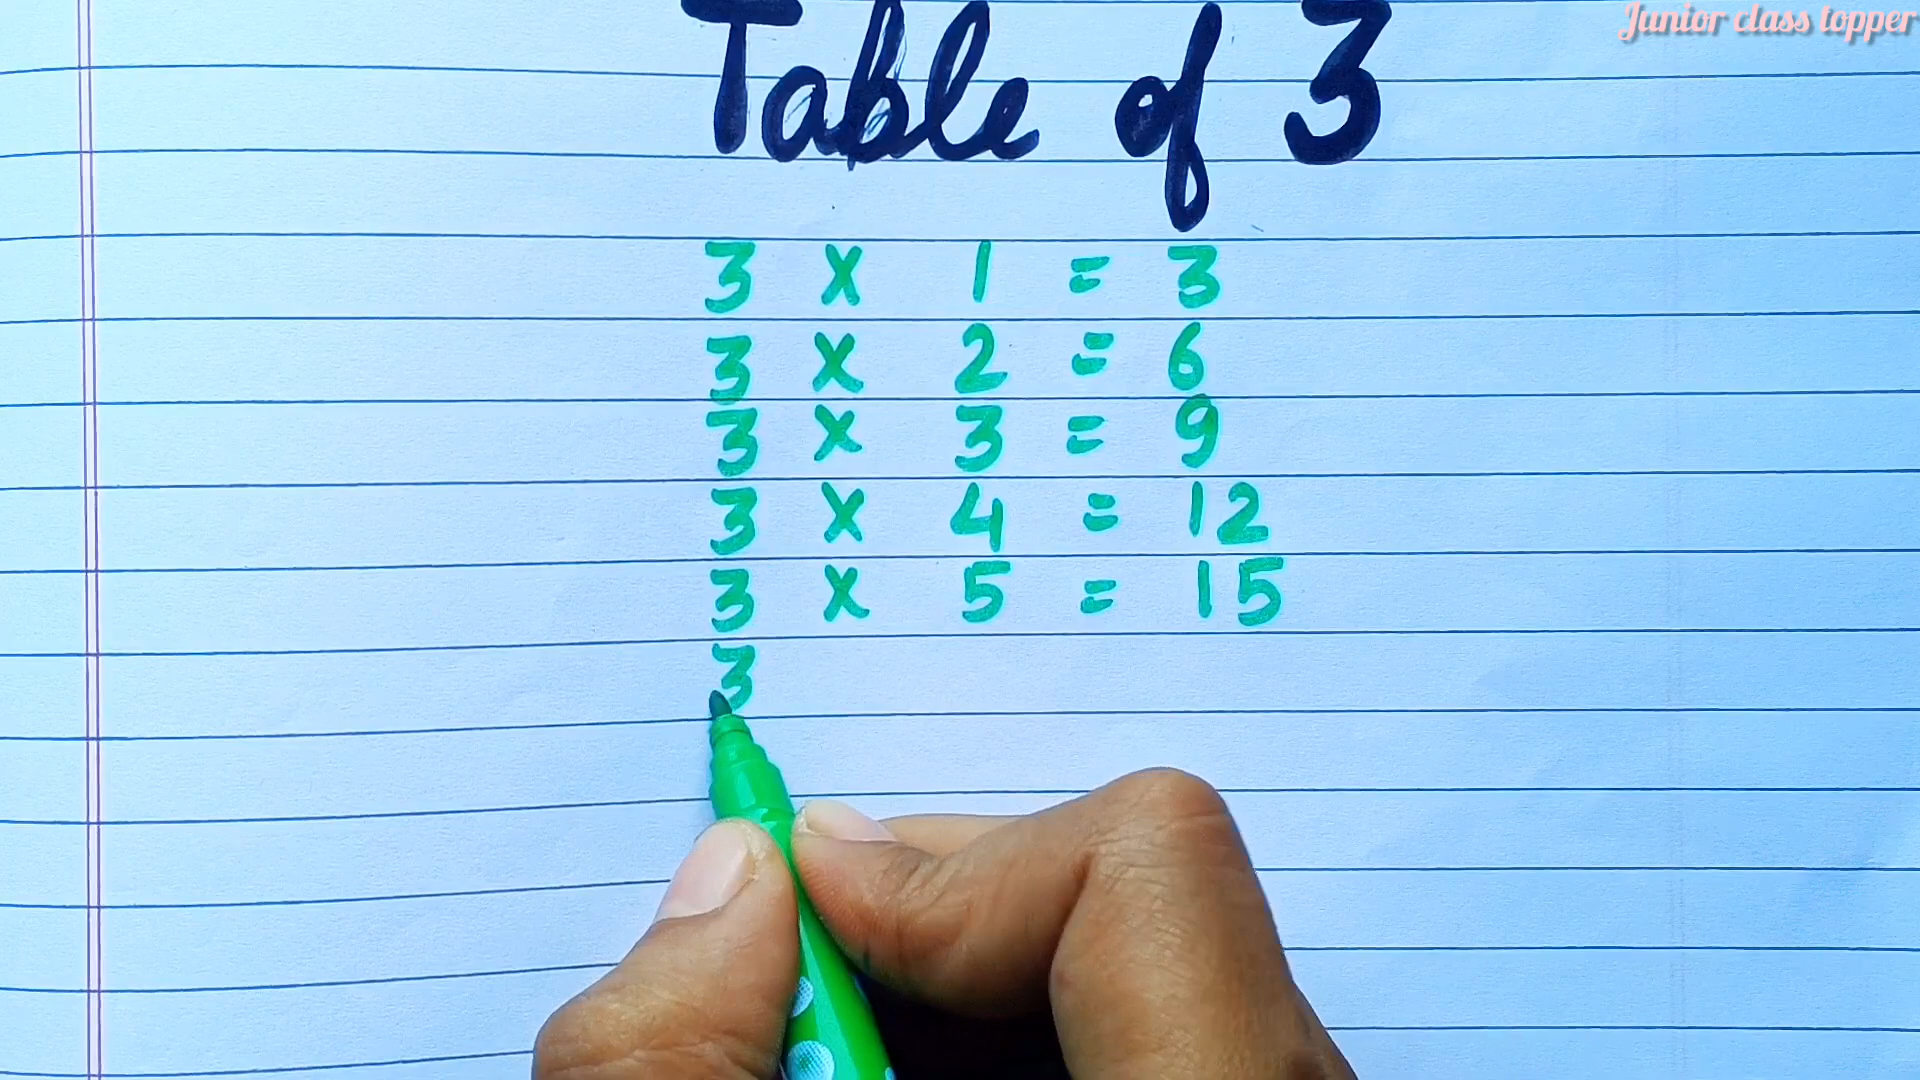 Junior class topper
Table of 3
3 x 1 = 3
3 x 2 = 6
3 x 3 = 9
3 x 4 = 12
3 x 5 = 15
3